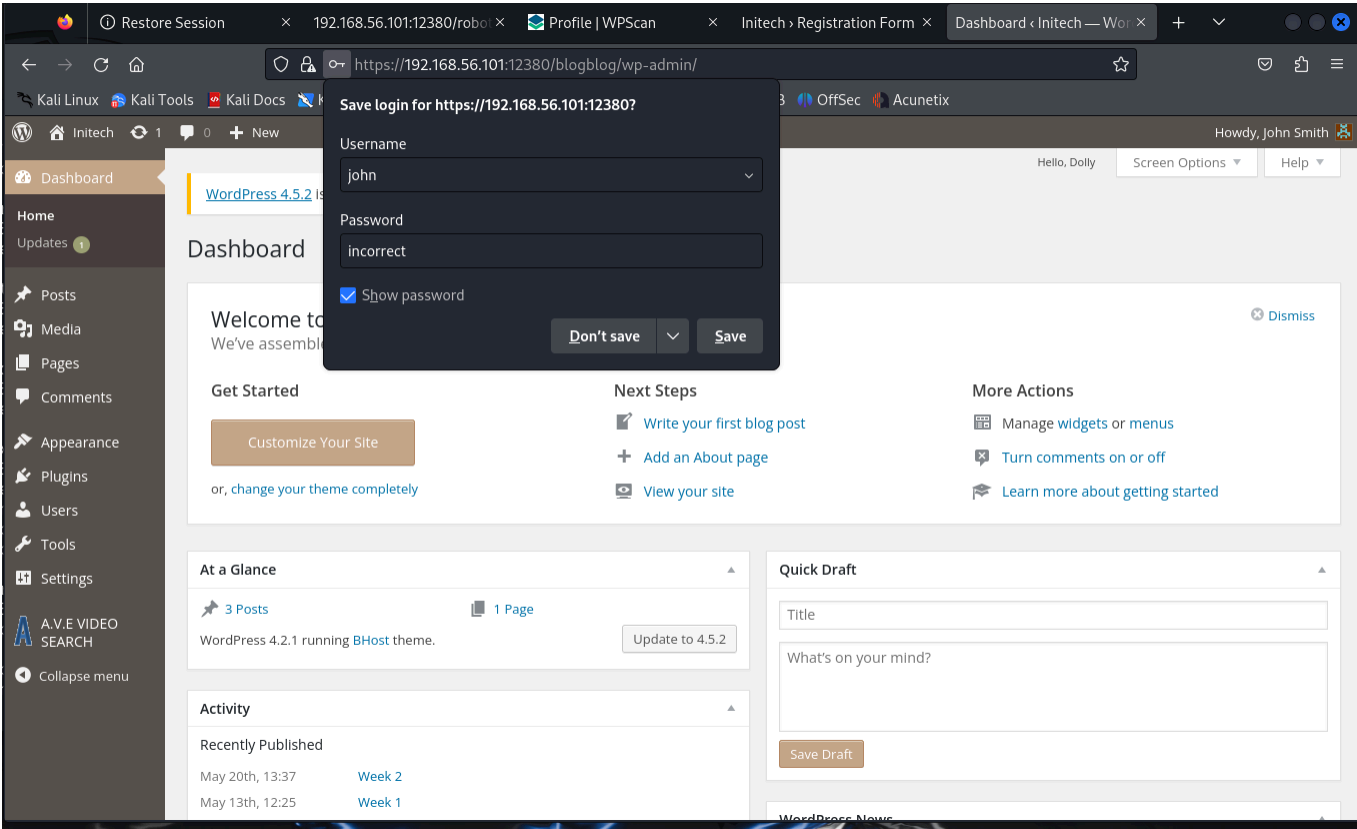 Restore Session
192.168.56.101:12380/robot
Profile | WPScan
Initech › Registration Form
Dashboard ‹ Initech — Wor
https://192.168.56.101:12380/blogblog/wp-admin/
Kali Linux
Kali Tools
Kali Docs
OffSec
Acunetix
Initech
1
0
New
Howdy, John Smith
Save login for https://192.168.56.101:12380?
Username
john
Password
incorrect
Show password
Don't save
Save
Dashboard
Home
Updates 1
Posts
Media
Pages
Comments
Appearance
Plugins
Users
Tools
Settings
A.V.E VIDEO
SEARCH
Collapse menu
Hello, Dolly
Screen Options
Help
WordPress 4.5.2 is
Dashboard
Welcome to
We've assembl
Dismiss
Get Started
Customize Your Site
or, change your theme completely
Next Steps
Write your first blog post
Add an About page
View your site
More Actions
Manage widgets or menus
Turn comments on or off
Learn more about getting started
At a Glance
3 Posts
1 Page
WordPress 4.2.1 running BHost theme.
Update to 4.5.2
Activity
Recently Published
May 20th, 13:37
Week 2
May 13th, 12:25
Week 1
Quick Draft
Title
What's on your mind?
Save Draft
WordPress News